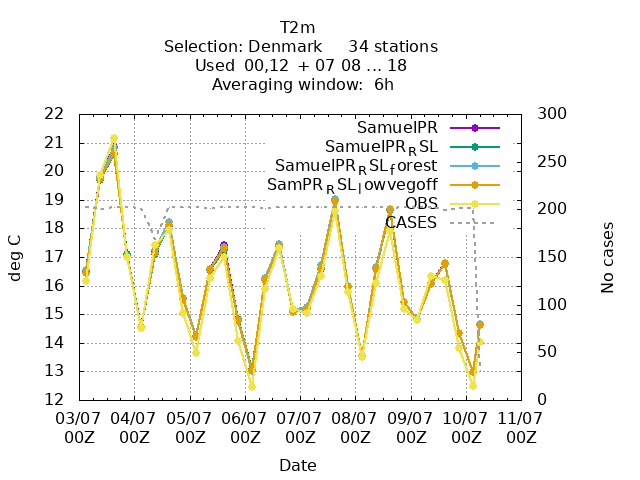 T2m
Selection: Denmark 34 stations
Used 00,12 + 07 08 ... 18
Averaging window: 6h
22 300
21 250
20 200
19 150
18 100
17 50
16 0
15
14
13
12
SamuelPR
SamuelPR_RSL
SamuelPR_RSL_forest
SamPR_RSL_lowvegoff
OBS
CASES
deg C
No cases
03/07 04/07 05/07 06/07 07/07 08/07 09/07 10/07 11/07
00Z 00Z 00Z 00Z 00Z 00Z 00Z 00Z 00Z
Date